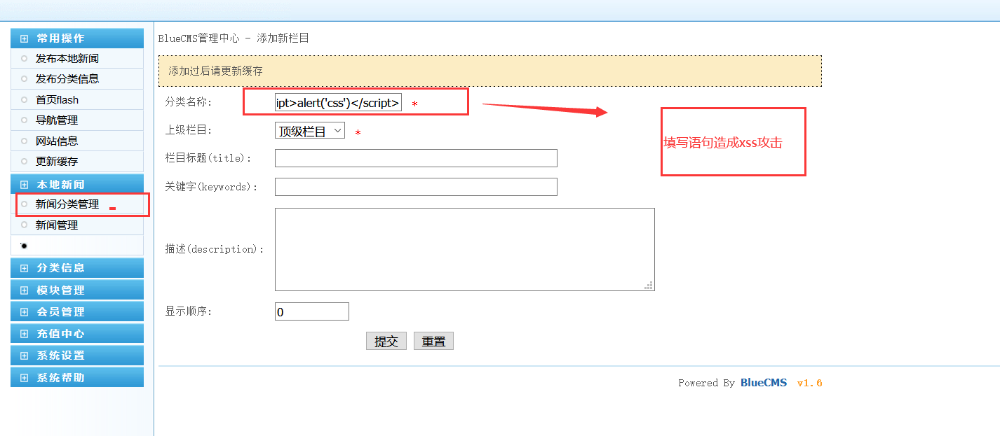 常用操作
发布本地新闻
发布分类信息
首页flash
导航管理
网站信息
更新缓存
本地新闻
新闻分类管理
新闻管理
分类信息
模块管理
会员管理
充值中心
系统设置
系统帮助
BlueCMS管理中心 - 添加新栏目
添加过后请更新缓存
分类名称: ipt>alert('css')</script> *
上级栏目: 顶级栏目 *
栏目标题(title):
关键字(keywords):
描述(description):
显示顺序: 0
提交 重置
填写语句造成xss攻击
Powered By BlueCMS v1.6